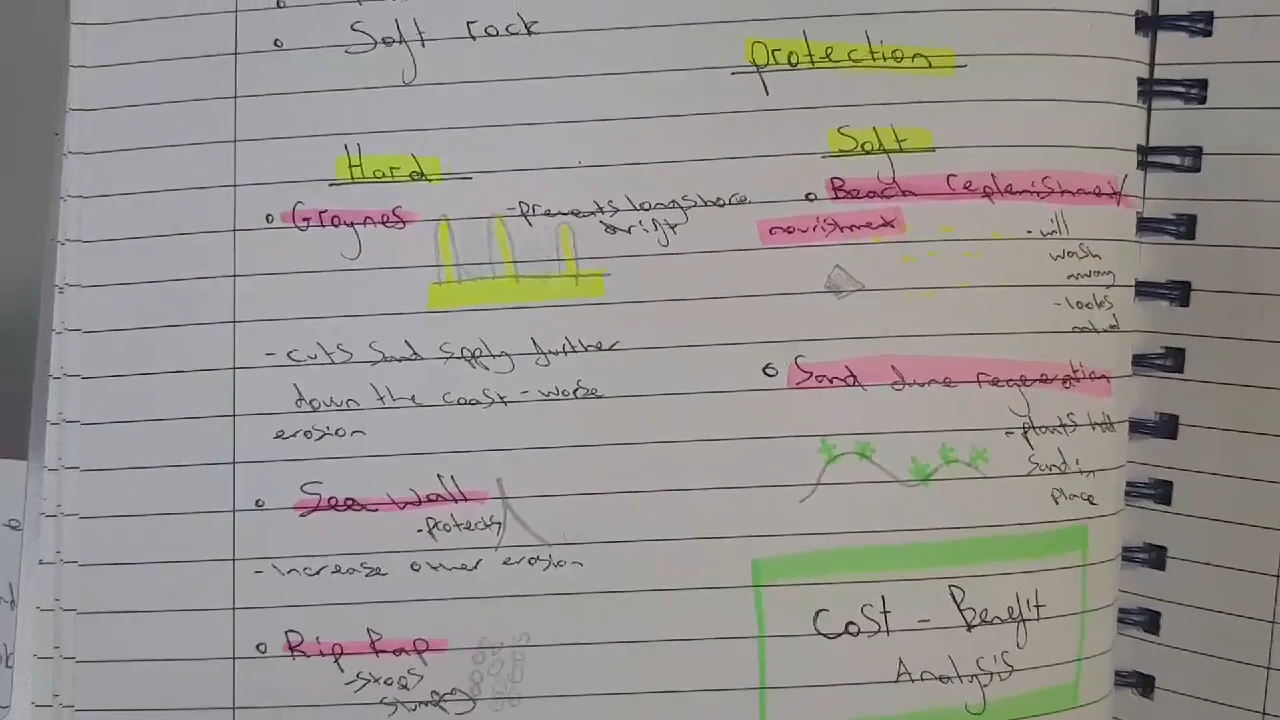 Soft rock
protection
Hard
Soft
Groynes
-prevents longshore
drift
- cuts sand supply further
down the coast - worse
erosion
Sea Wall
-protects
- Increase other erosion
Rip Rap
-stops
slumping
Beach replenishment/
nourishment
- will
wash
away
-looks
natural
Sand dune regeneration
-plants hold
sand in
place
Cost - Benefit
Analysis